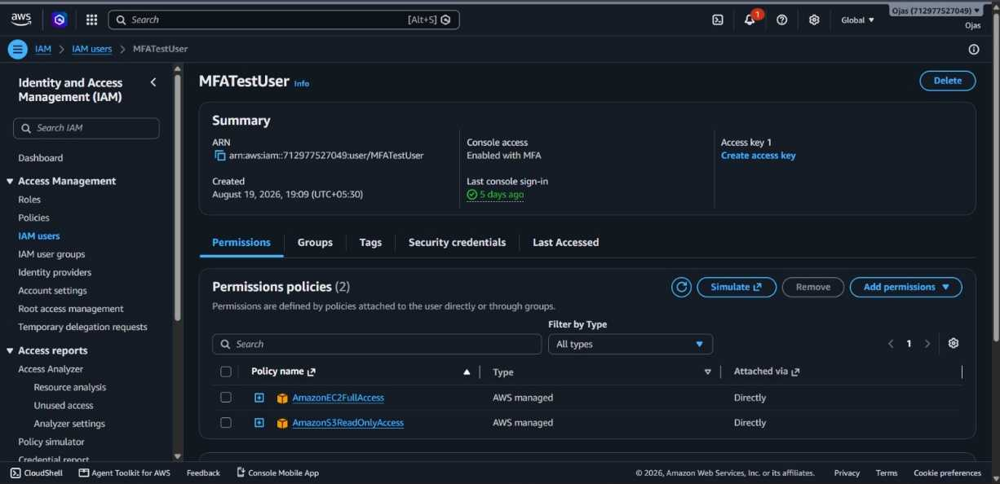 aws
Search [Alt+S]
1
Global
Ojas (712977527049)
Ojas
IAM
IAM users
MFATestUser
Identity and Access
Management (IAM)
Search IAM
Dashboard
Access Management
Roles
Policies
IAM users
IAM user groups
Identity providers
Account settings
Root access management
Temporary delegation requests
Access reports
Access Analyzer
Resource analysis
Unused access
Analyzer settings
Policy simulator
Credential report
MFATestUser Info
Delete
Summary
ARN
arn:aws:iam::712977527049:user/MFATestUser
Created
August 19, 2026, 19:09 (UTC+05:30)
Console access
Enabled with MFA
Last console sign-in
5 days ago
Access key 1
Create access key
Permissions Groups Tags Security credentials Last Accessed
Permissions policies (2)
Simulate Remove Add permissions
Permissions are defined by policies attached to the user directly or through groups.
Filter by Type
Search All types 1
Policy name Type Attached via
AmazonEC2FullAccess AWS managed Directly
AmazonS3ReadOnlyAccess AWS managed Directly
CloudShell Agent Toolkit for AWS Feedback Console Mobile App © 2026, Amazon Web Services, Inc. or its affiliates. Privacy Terms Cookie preferences